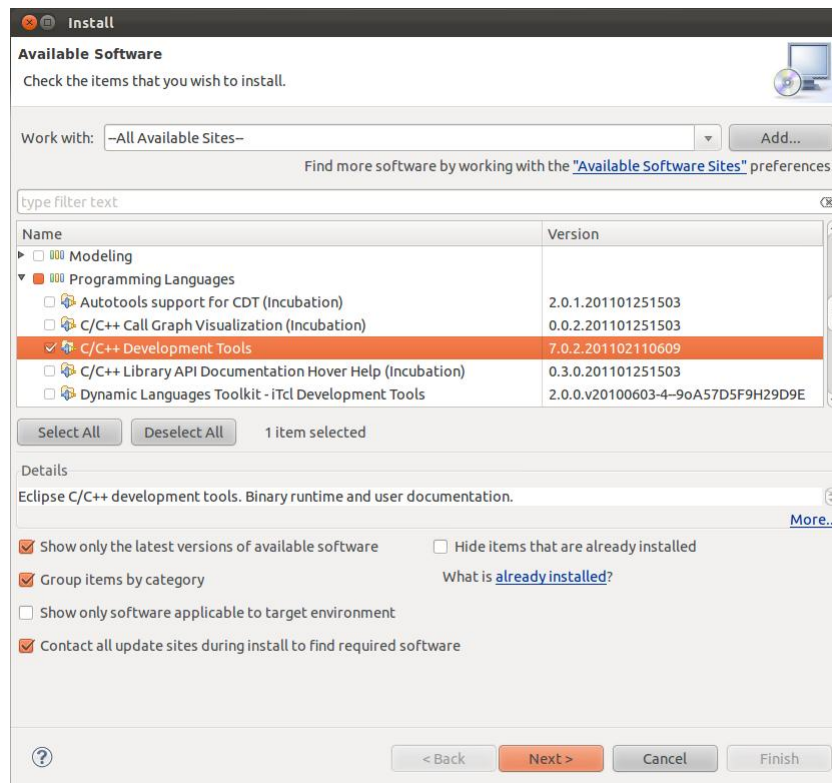 Install
Available Software
Check the items that you wish to install.
Work with: --All Available Sites-- Add...
Find more software by working with the "Available Software Sites" preferences
type filter text
Name Version
Modeling
Programming Languages
Autotools support for CDT (Incubation) 2.0.1.201101251503
C/C++ Call Graph Visualization (Incubation) 0.0.2.201101251503
C/C++ Development Tools 7.0.2.201102110609
C/C++ Library API Documentation Hover Help (Incubation) 0.3.0.201101251503
Dynamic Languages Toolkit - iTcl Development Tools 2.0.0.v20100603-4--9oA57D5F9H29D9E
Select All Deselect All 1 item selected
Details
Eclipse C/C++ development tools. Binary runtime and user documentation.
More..
Show only the latest versions of available software Hide items that are already installed
Group items by category What is already installed?
Show only software applicable to target environment
Contact all update sites during install to find required software
? < Back Next > Cancel Finish